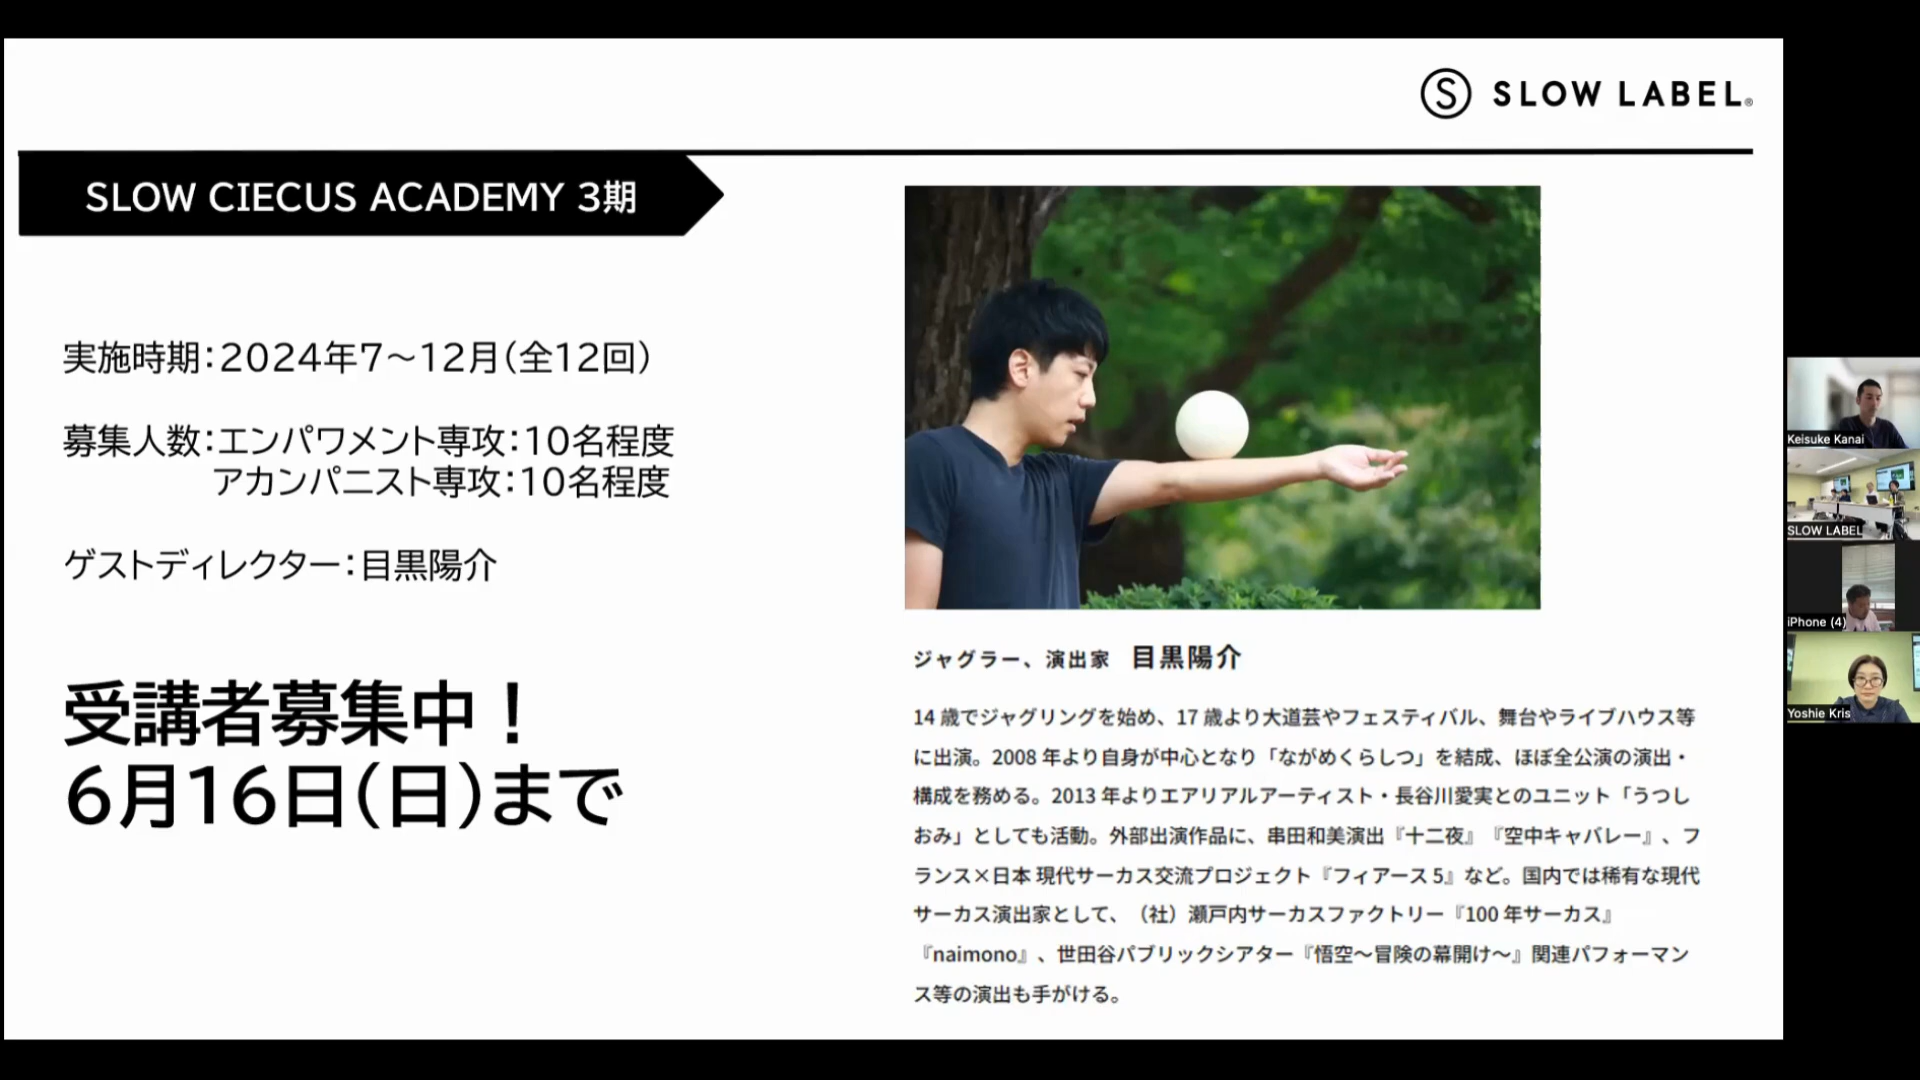 SLOW LABEL®
SLOW CIECUS ACADEMY 3期
実施時期：2024年7～12月（全12回）
募集人数：エンパワメント専攻：10名程度
アカンパニスト専攻：10名程度
ゲストディレクター：目黒陽介
受講者募集中！
6月16日（日）まで
ジャグラー、演出家 目黒陽介
14 歳でジャグリングを始め、17 歳より大道芸やフェスティバル、舞台やライブハウス等
に出演。2008 年より自身が中心となり「ながめくらしつ」を結成、ほぼ全公演の演出・
構成を務める。2013 年よりエアリアルアーティスト・長谷川愛実とのユニット「うつし
おみ」としても活動。外部出演作品に、串田和美演出『十二夜』『空中キャバレー』、フ
ランス×日本 現代サーカス交流プロジェクト『フィアース 5』など。国内では稀有な現代
サーカス演出家として、（社）瀬戸内サーカスファクトリー『100 年サーカス』
『naimono』、世田谷パブリックシアター『悟空～冒険の幕開け～』関連パフォーマン
ス等の演出も手がける。
Keisuke Kanai
SLOW LABEL
iPhone (4)
Yoshie Kris